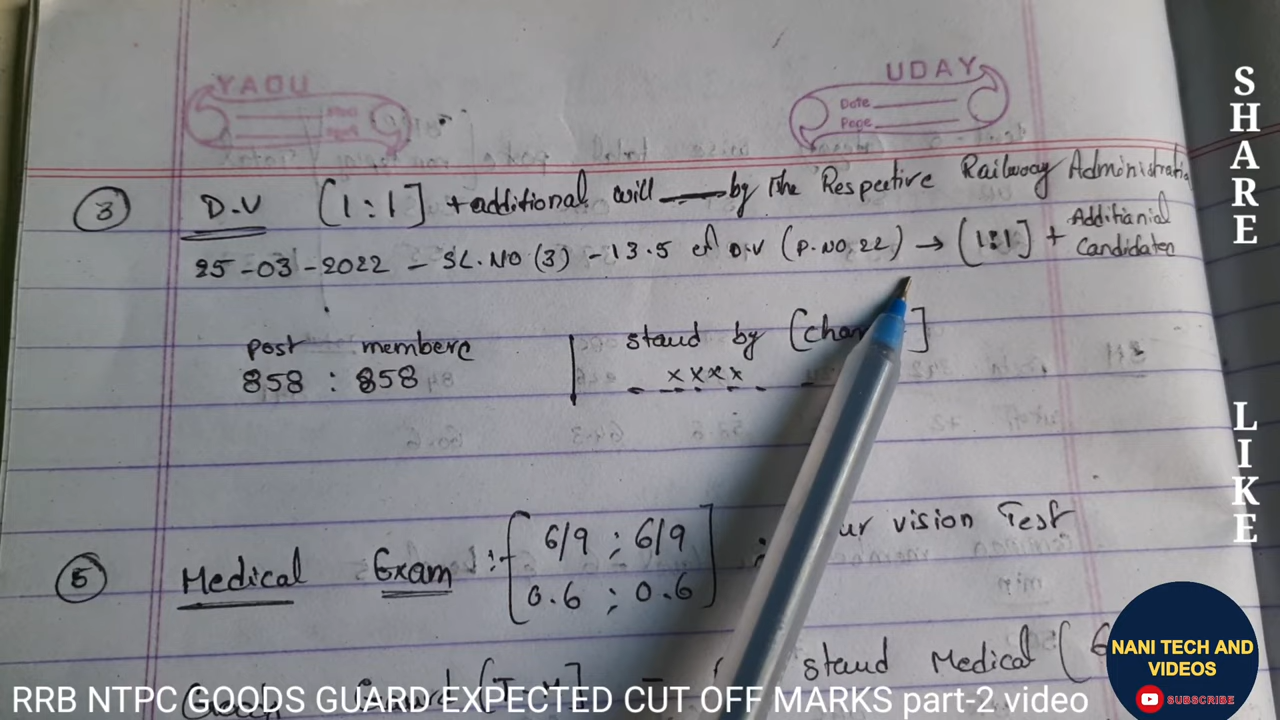 YAOU
UDAY
Date
Page
3 D.V [1:1] + additional will by The Respective Railway Administrati
25-03-2022 - SL.NO (3) - 13.5 of D.V (P.NO.22) → [1:1] + Additianial Candidates
post members
858 : 858
stand by [cha ]
xxxx
5 Medical Exam :- [6/9 ; 6/9
0.6 ; 0.6]
ur vision Test
stand Medical (
SHARE
LIKE
NANI TECH AND
VIDEOS
SUBSCRIBE
RRB NTPC GOODS GUARD EXPECTED CUT OFF MARKS part-2 video